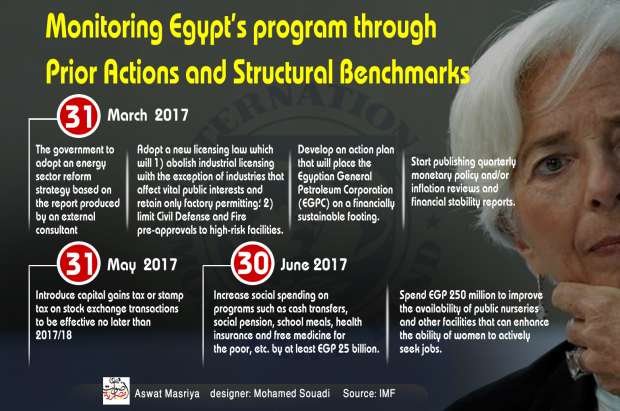 Monitoring Egypt's program through
Prior Actions and Structural Benchmarks
31 March 2017
The government to
adopt an energy
sector reform
strategy based on
the report produced
by an external
consultant
Adopt a new licensing law which
will 1) abolish industrial licensing
with the exception of industries that
affect vital public interests and
retain only factory permitting; 2)
limit Civil Defense and Fire
pre-approvals to high-risk facilities.
Develop an action plan
that will place the
Egyptian General
Petroleum Corporation
(EGPC) on a financially
sustainable footing.
Start publishing quarterly
monetary policy and/or
inflation reviews and
financial stability reports.
31 May 2017
Introduce capital gains tax or stamp
tax on stock exchange transactions
to be effective no later than
2017/18
30 June 2017
Increase social spending on
programs such as cash transfers,
social pension, school meals, health
insurance and free medicine for
the poor, etc. by at least EGP 25 billion.
Spend EGP 250 million to improve
the availability of public nurseries
and other facilities that can enhance
the ability of women to actively
seek jobs.
Aswat Masriya designer: Mohamed Souadi Source: IMF